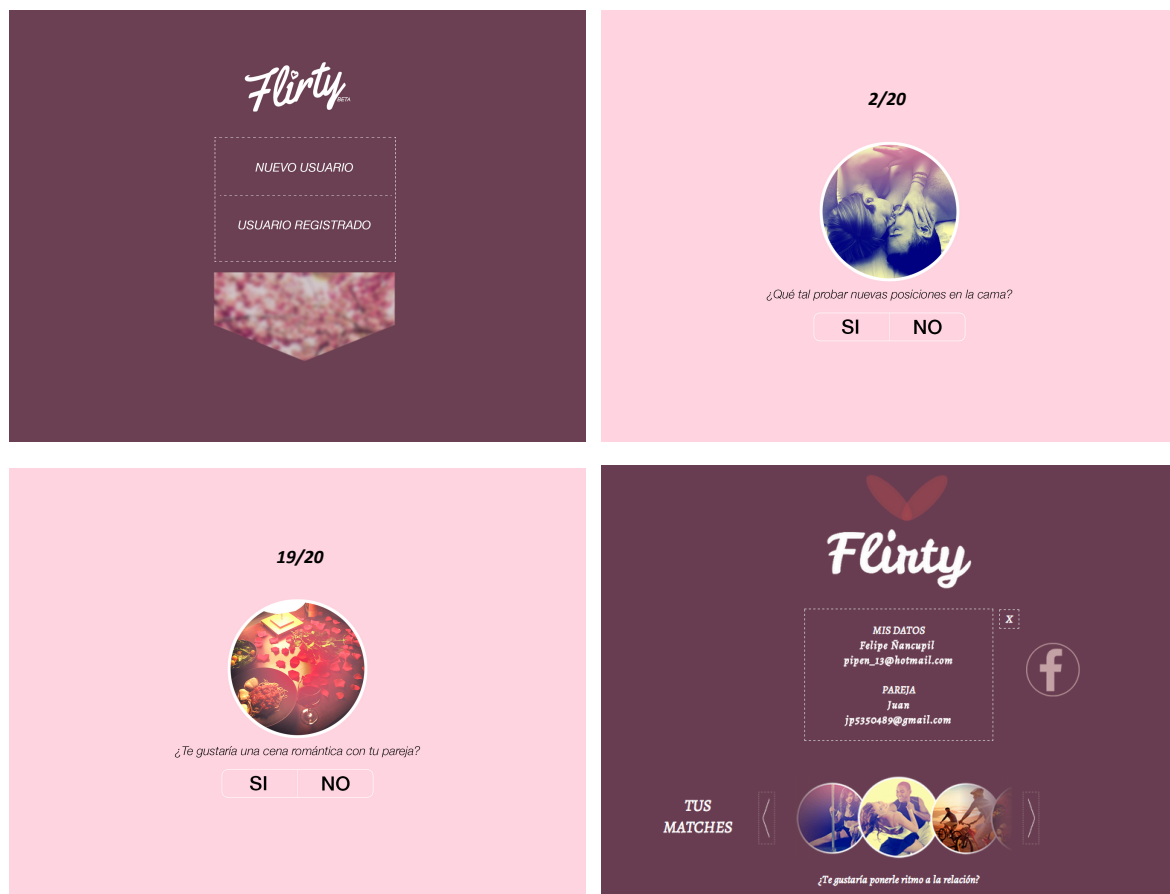 Flirty
BETA
NUEVO USUARIO
USUARIO REGISTRADO
2/20
¿Qué tal probar nuevas posiciones en la cama?
SI NO
19/20
¿Te gustaría una cena romántica con tu pareja?
SI NO
Flirty
X
MIS DATOS
Felipe Ñancupil
pipen_13@hotmail.com
f
PAREJA
Juan
jp5350489@gmail.com
TUS
MATCHES
¿Te gustaría ponerle ritmo a la relación?